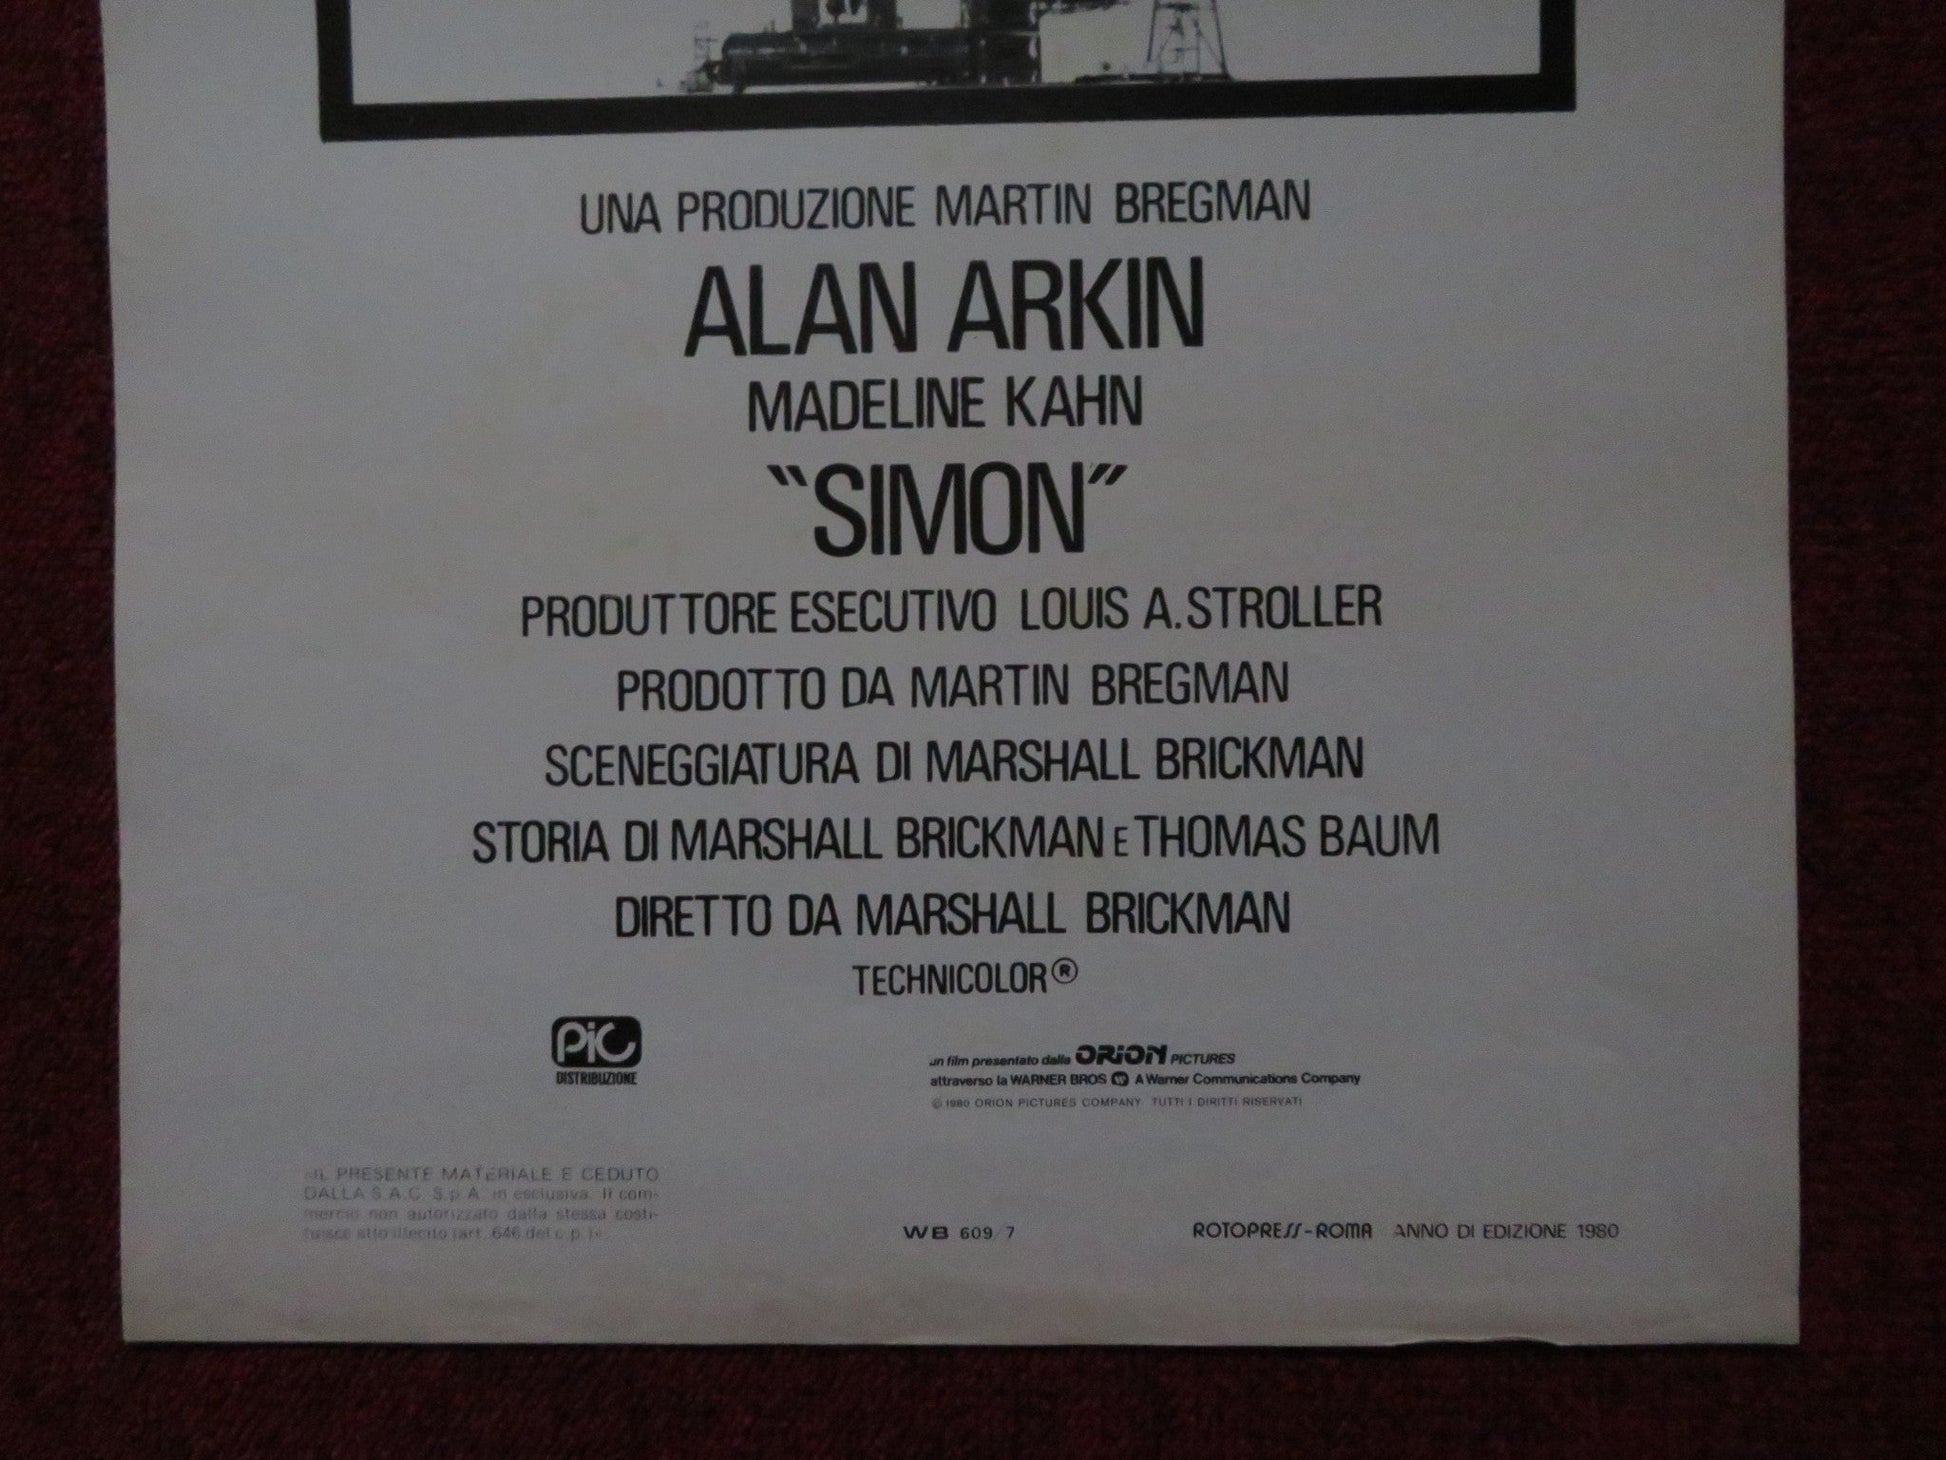 UNA PRODUZIONE MARTIN BREGMAN
ALAN ARKIN
MADELINE KAHN
"SIMON"
PRODUTTORE ESECUTIVO LOUIS A. STROLLER
PRODOTTO DA MARTIN BREGMAN
SCENEGGIATURA DI MARSHALL BRICKMAN
STORIA DI MARSHALL BRICKMAN E THOMAS BAUM
DIRETTO DA MARSHALL BRICKMAN
TECHNICOLOR®
PIC
DISTRIBUZIONE
un film presentato dalla ORION PICTURES
attraverso la WARNER BROS W A Warner Communications Company
© 1980 ORION PICTURES COMPANY TUTTI I DIRITTI RISERVATI
IL PRESENTE MATERIALE E CEDUTO
DALLA S.A.C. S.p.A. in esclusiva. Il com-
mercio non autorizzato dalla stessa costi-
tuisce atto illecito (art. 646 del c.p.)
WB 609/7
ROTOPRESS-ROMA ANNO DI EDIZIONE 1980